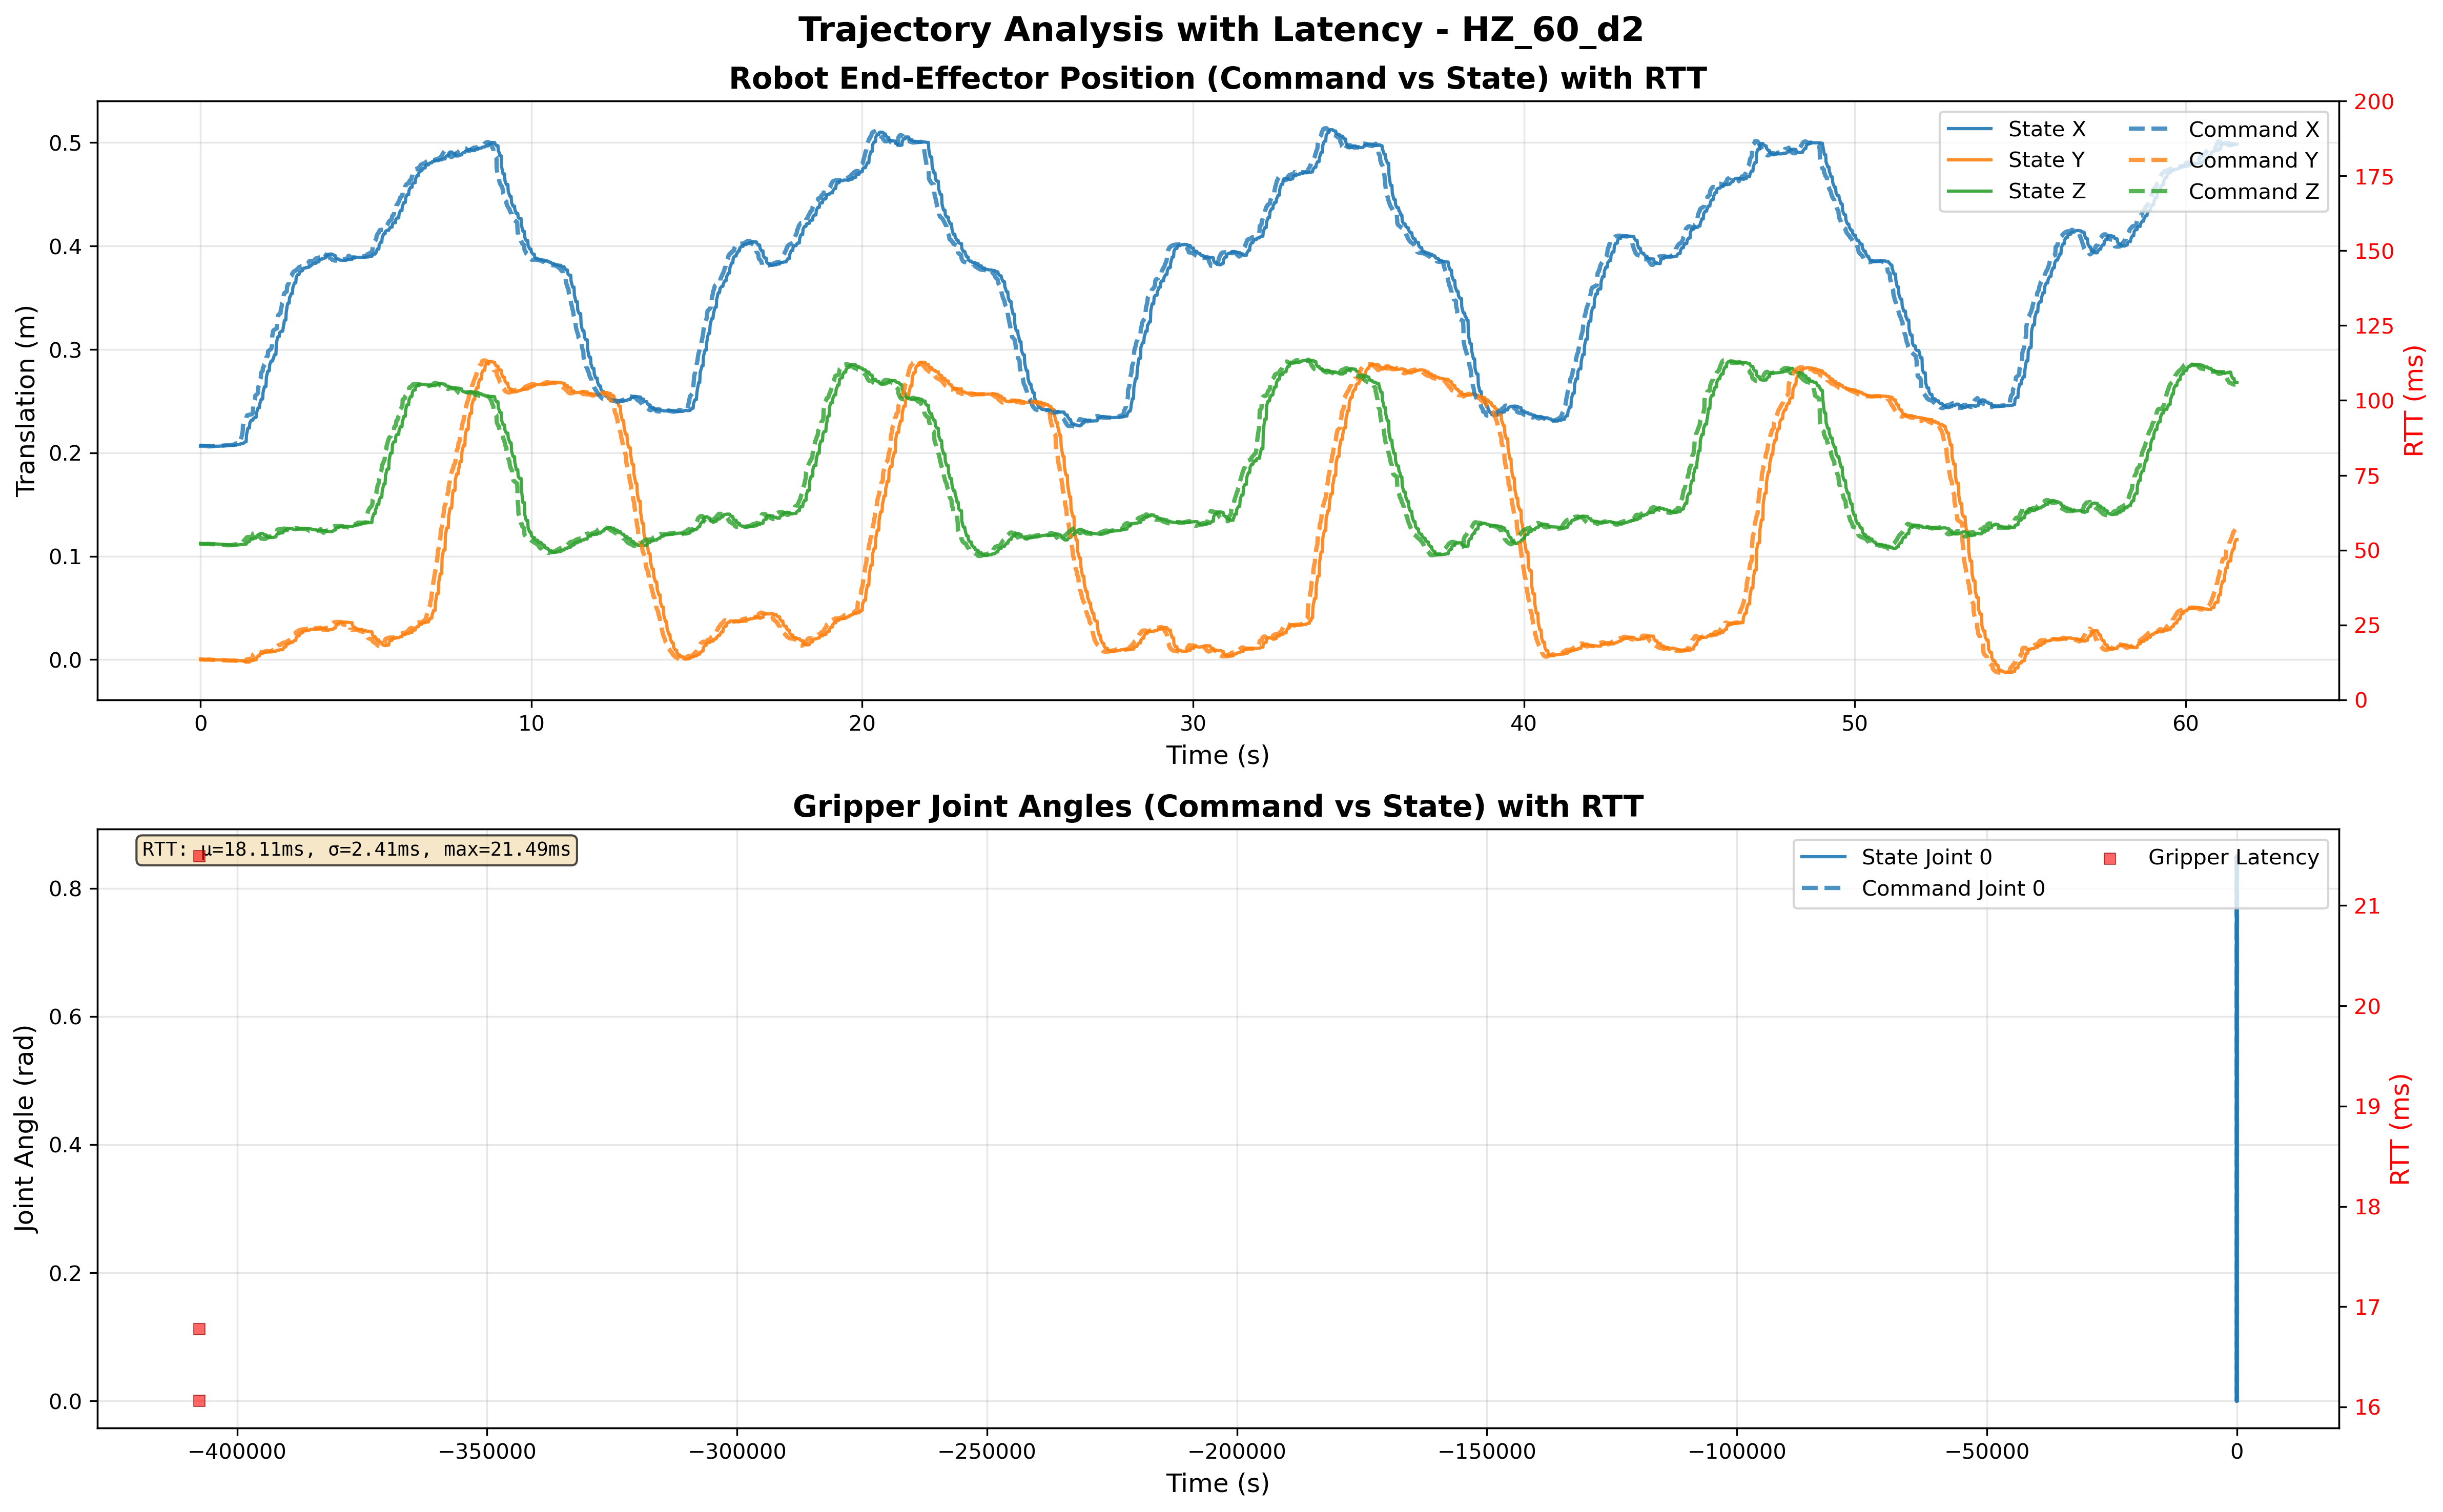 Trajectory Analysis with Latency - HZ_60_d2
Robot End-Effector Position (Command vs State) with RTT
Translation (m)
0.5
0.4
0.3
0.2
0.1
0.0
State X
State Y
State Z
Command X
Command Y
Command Z
200
175
150
125
100
75
50
25
0
RTT (ms)
0
10
20
30
40
50
60
Time (s)
Gripper Joint Angles (Command vs State) with RTT
RTT: μ=18.11ms, σ=2.41ms, max=21.49ms
Joint Angle (rad)
0.8
0.6
0.4
0.2
0.0
State Joint 0
Command Joint 0
Gripper Latency
21
20
19
18
17
16
RTT (ms)
−400000
−350000
−300000
−250000
−200000
−150000
−100000
−50000
0
Time (s)